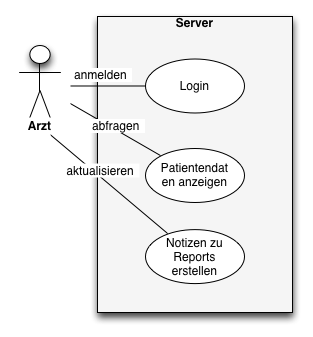 Server
anmelden
Login
Arzt
abfragen
Patientendat
en anzeigen
aktualisieren
Notizen zu
Reports
erstellen